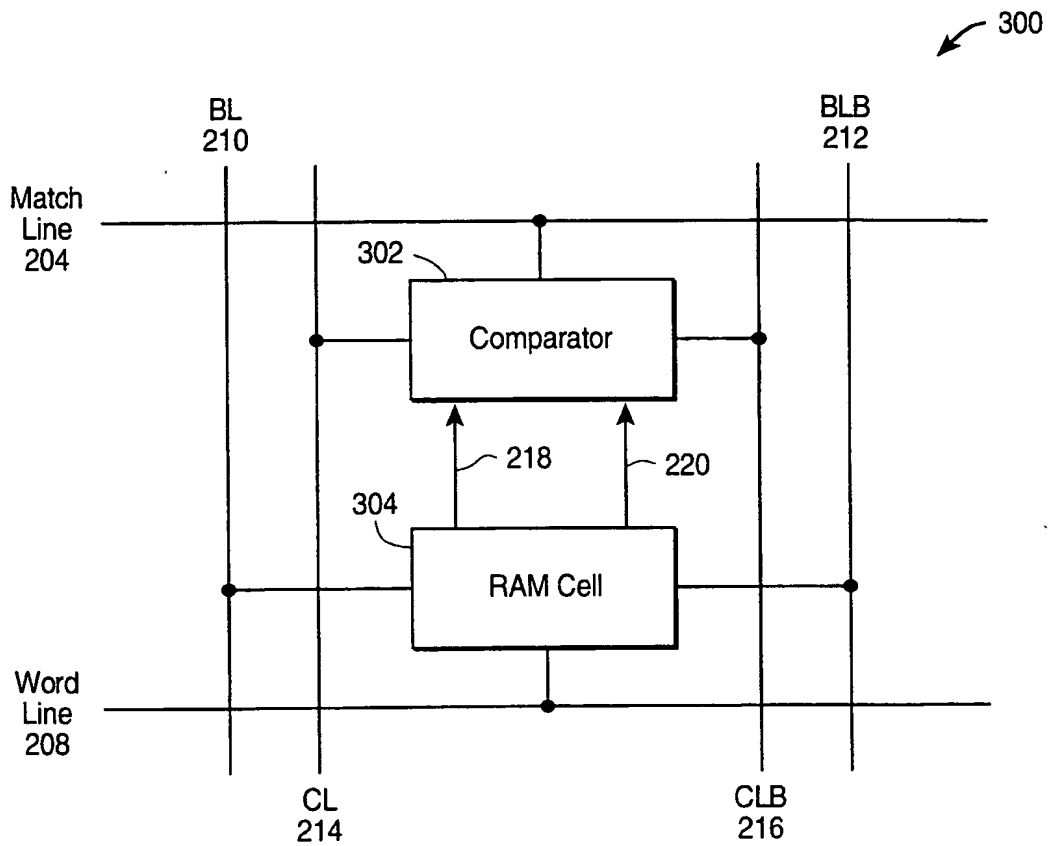 300
BL
210
BLB
212
Match
Line
204
302
Comparator
218
220
304
RAM Cell
Word
Line
208
CL
214
CLB
216